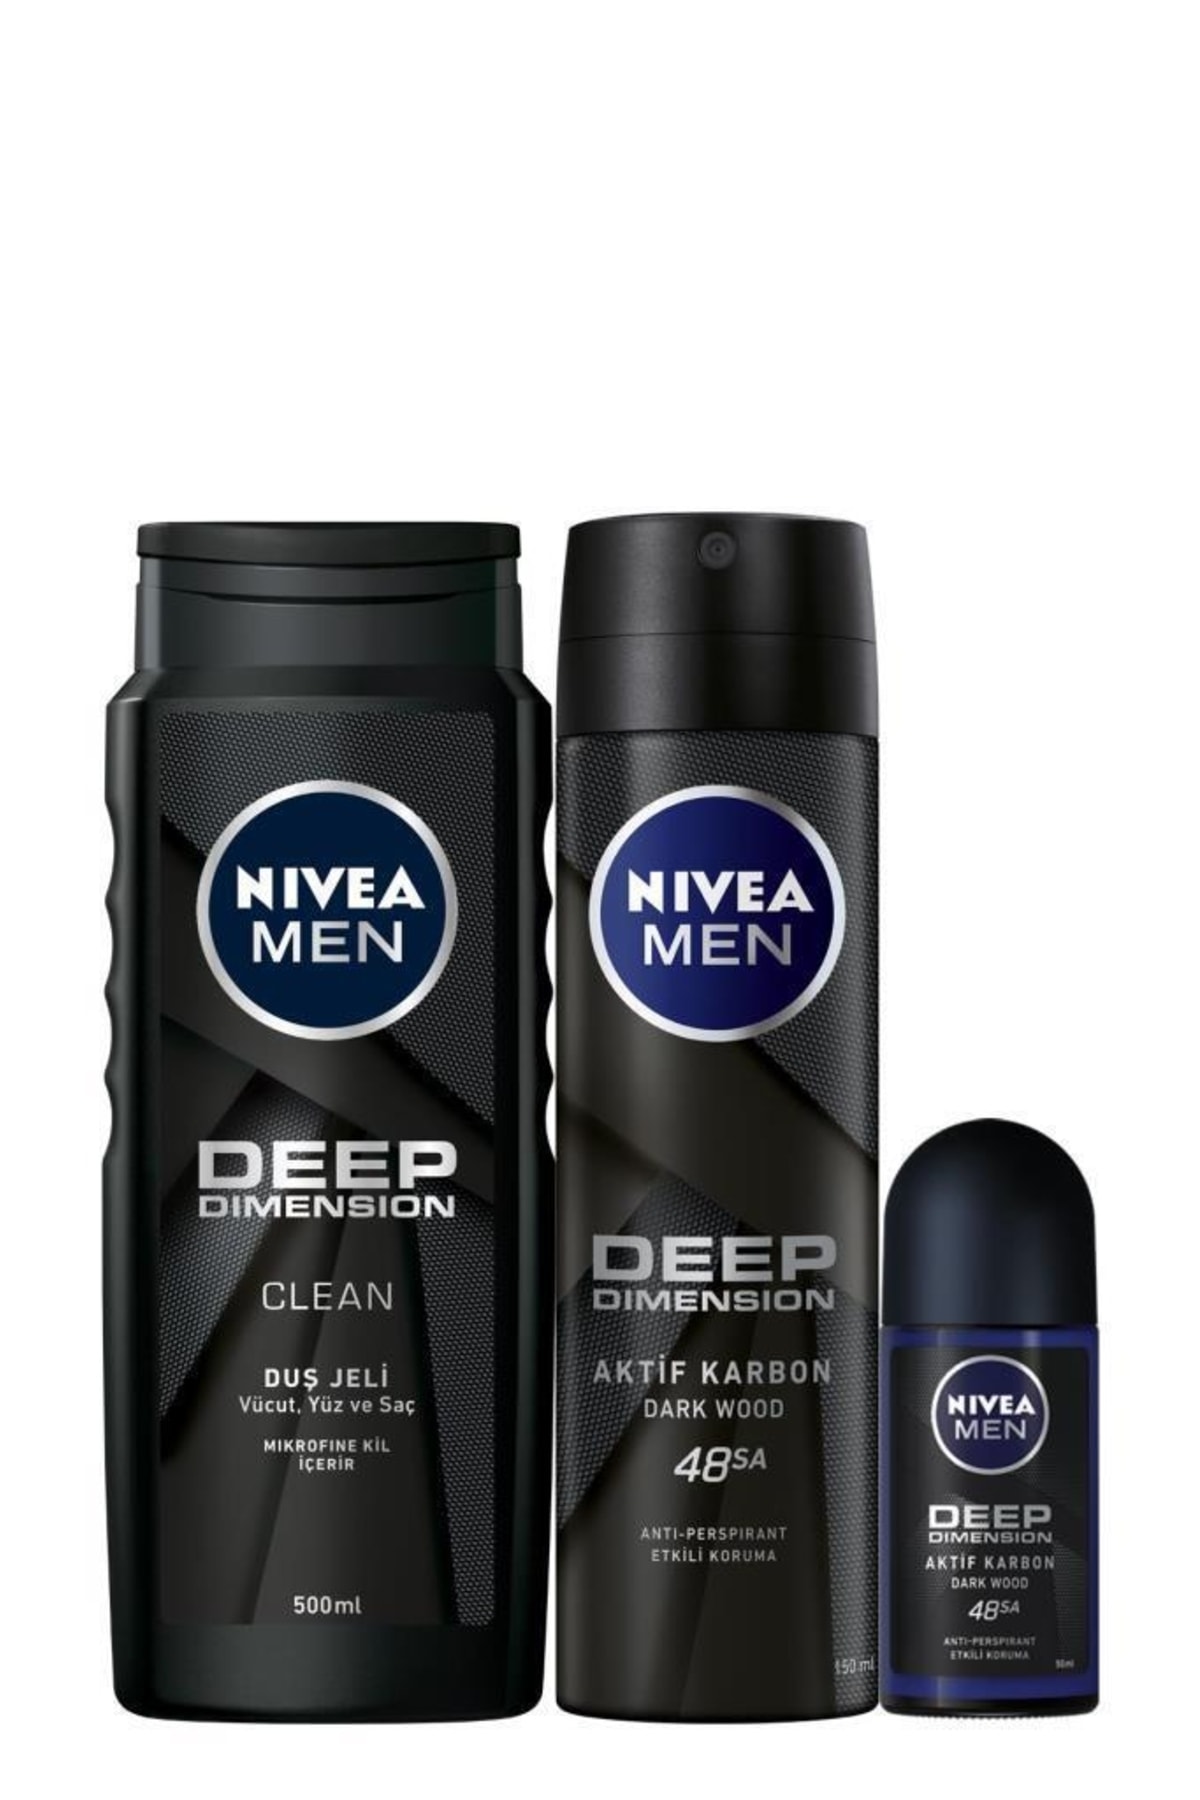 NIVEA
MEN
DEEP
DIMENSION
CLEAN
DUŞ JELİ
Vücut, Yüz ve Saç
MIKROFINE KİL
İÇERİR
500ml
NIVEA
MEN
DEEP
DIMENSION
AKTİF KARBON
DARK WOOD
48SA
ANTI-PERSPIRANT
ETKİLİ KORUMA
150 ml
NIVEA
MEN
DEEP
DIMENSION
AKTİF KARBON
DARK WOOD
48SA
ANTI-PERSPIRANT
ETKİLİ KORUMA
50ml